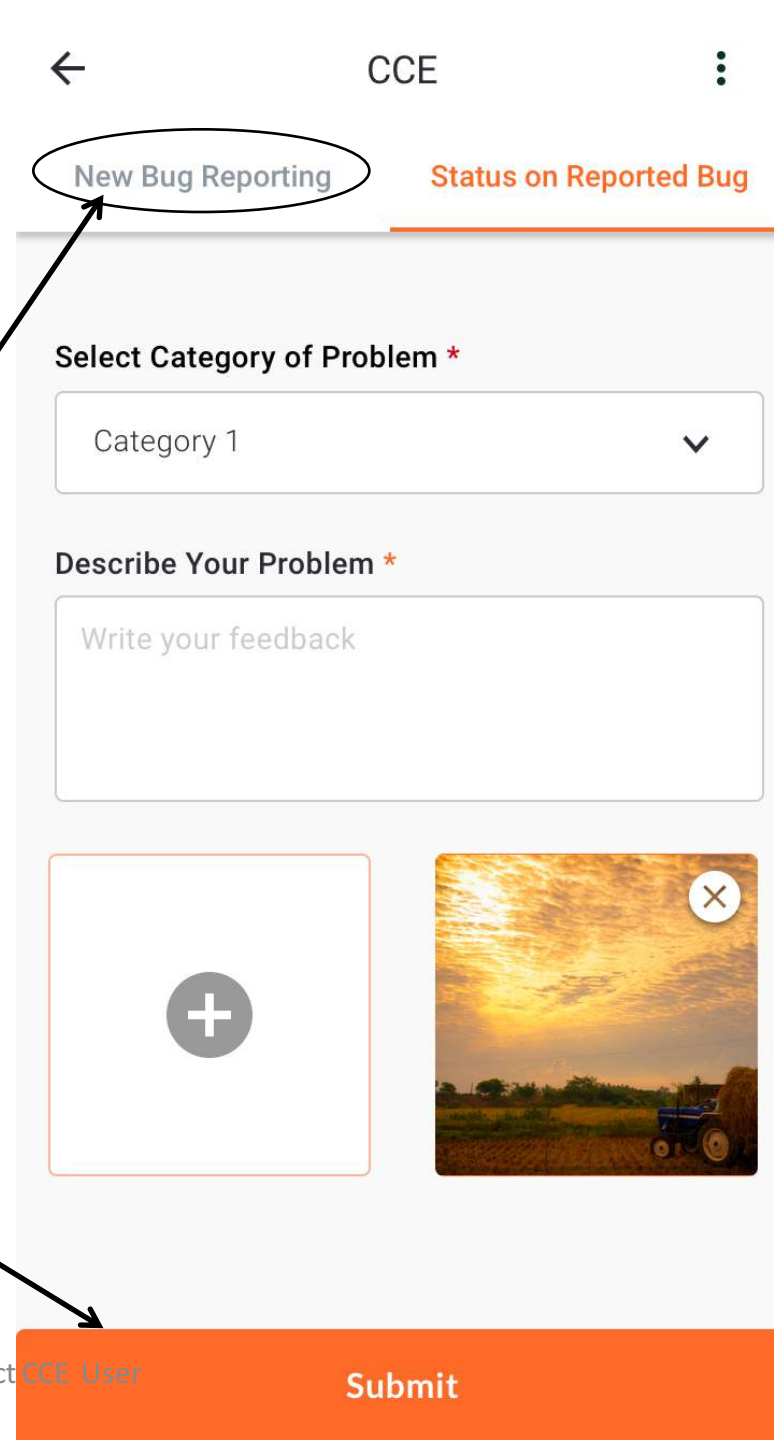 CCE
New Bug Reporting
Status on Reported Bug
Select Category of Problem *
Category 1
Describe Your Problem *
Write your feedback
CCE User
Submit